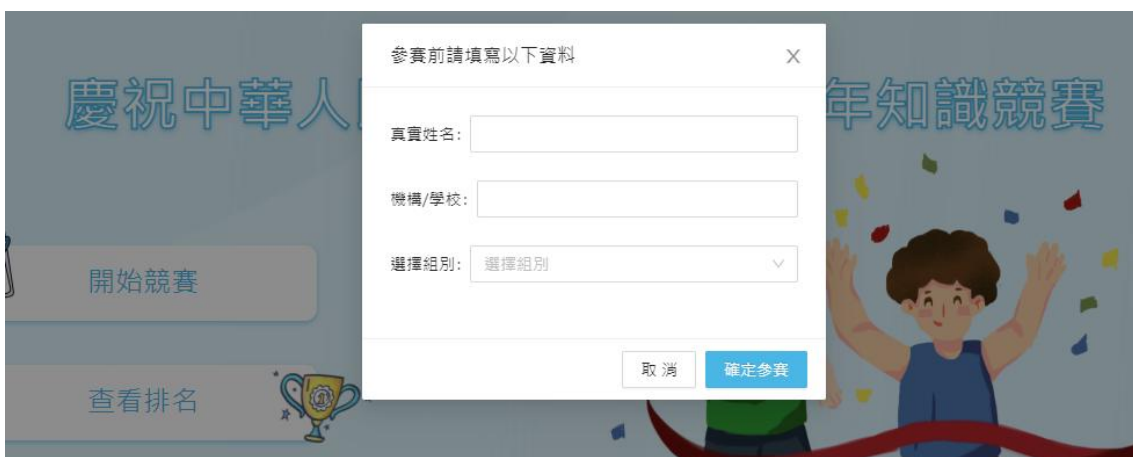 參賽前請填寫以下資料
慶祝中華人
年知識競賽
真實姓名:
機構/學校:
選擇組別: 選擇組別
開始競賽
取 消 確定參賽
查看排名